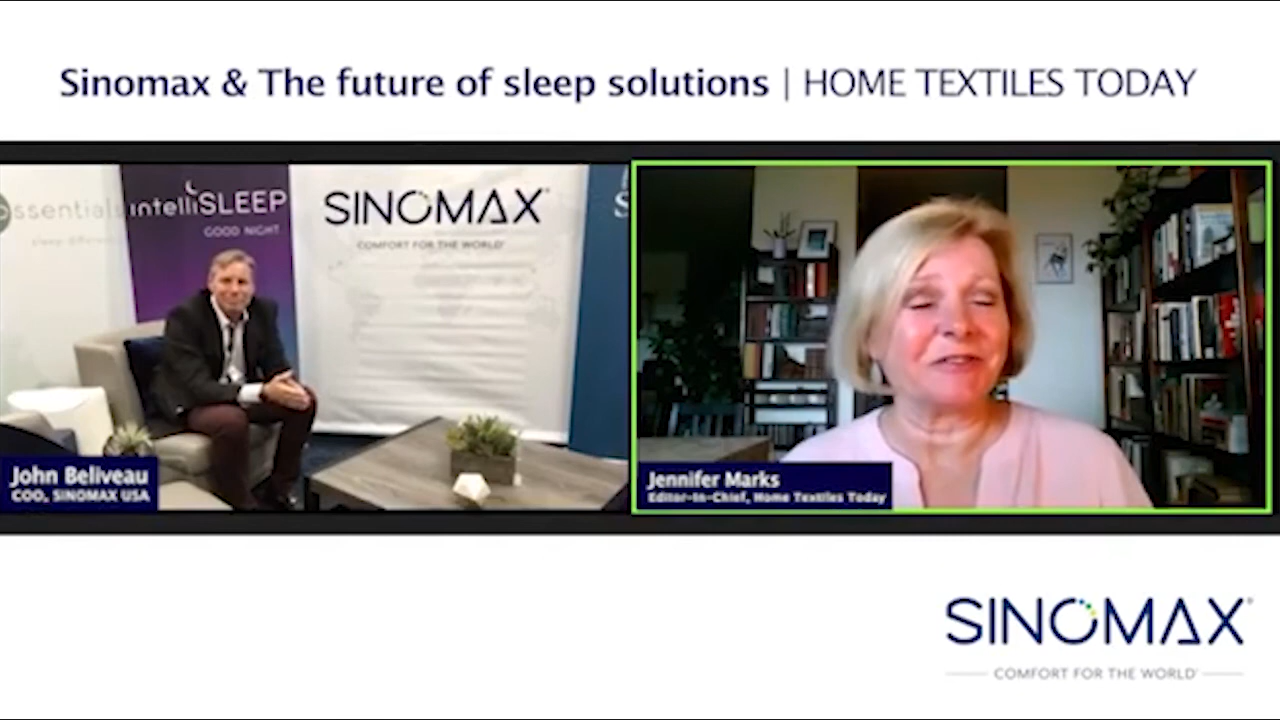 Sinomax & The future of sleep solutions | HOME TEXTILES TODAY
essentials
intelliSLEEP
GOOD NIGHT
SINOMAX®
COMFORT FOR THE WORLD®
John Beliveau
COO, SINOMAX USA
Jennifer Marks
Editor-In-Chief, Home Textiles Today
SINOMAX®
COMFORT FOR THE WORLD®